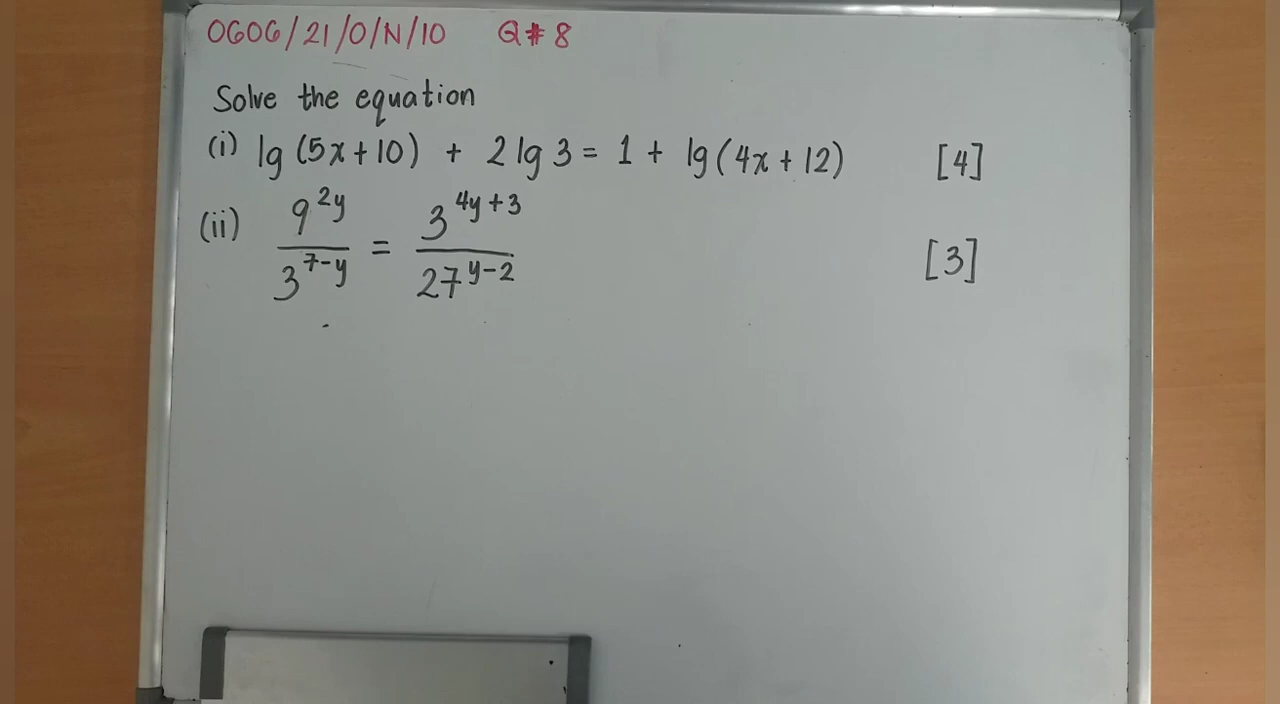 0606/21/O/N/10 Q# 8
Solve the equation
(i) lg (5x+10) + 2 lg 3 = 1 + lg (4x + 12) [4]
(ii) 9^{2y} / 3^{7-y} = 3^{4y+3} / 27^{y-2} [3]